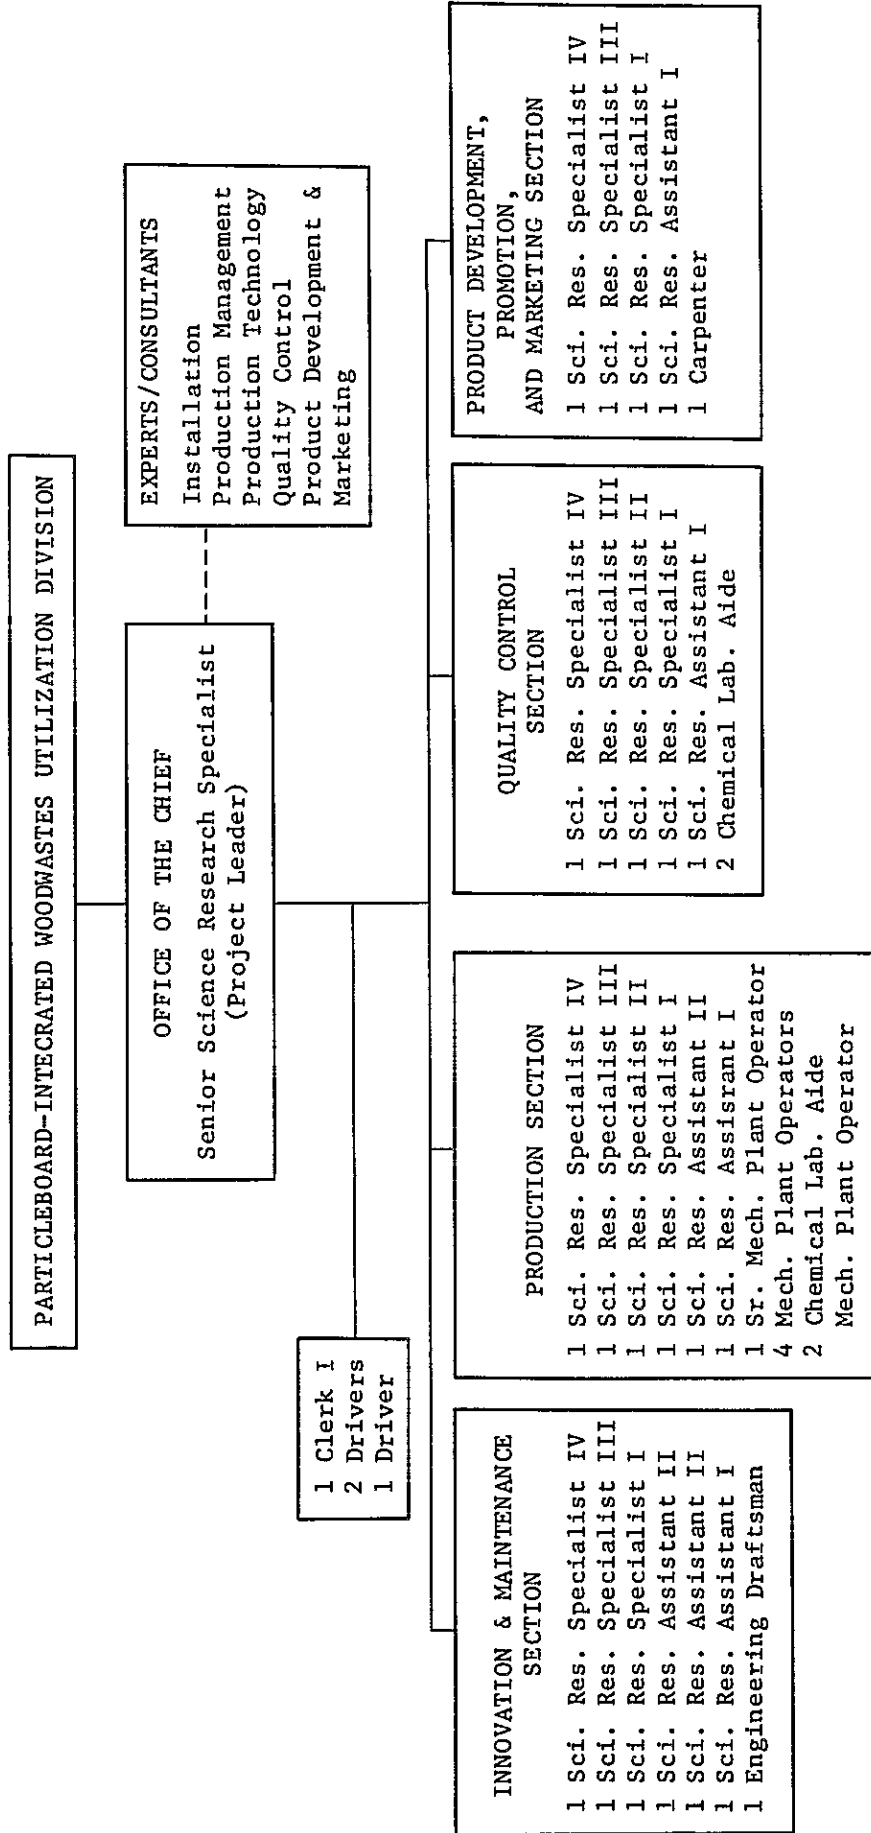 PARTICLEBOARD-INTEGRATED WOODWASTES UTILIZATION DIVISION
OFFICE OF THE CHIEF
Senior Science Research Specialist
(Project Leader)
EXPERTS/CONSULTANTS
Installation
Production Management
Production Technology
Quality Control
Product Development &
Marketing
1 Clerk I
2 Drivers
1 Driver
INNOVATION & MAINTENANCE
SECTION
1 Sci. Res. Specialist IV
1 Sci. Res. Specialist III
1 Sci. Res. Specialist I
1 Sci. Res. Assistant II
1 Sci. Res. Assistant II
1 Sci. Res. Assistant I
1 Engineering Draftsman
PRODUCTION SECTION
1 Sci. Res. Specialist IV
1 Sci. Res. Specialist III
1 Sci. Res. Specialist II
1 Sci. Res. Specialist I
1 Sci. Res. Assistant II
1 Sci. Res. Assisrant I
1 Sr. Mech. Plant Operator
4 Mech. Plant Operators
2 Chemical Lab. Aide
Mech. Plant Operator
QUALITY CONTROL
SECTION
1 Sci. Res. Specialist IV
1 Sci. Res. Specialist III
1 Sci. Res. Specialist II
1 Sci. Res. Specialist I
1 Sci. Res. Assistant I
2 Chemical Lab. Aide
PRODUCT DEVELOPMENT,
PROMOTION,
AND MARKETING SECTION
1 Sci. Res. Specialist IV
1 Sci. Res. Specialist III
1 Sci. Res. Specialist I
1 Sci. Res. Assistant I
1 Carpenter